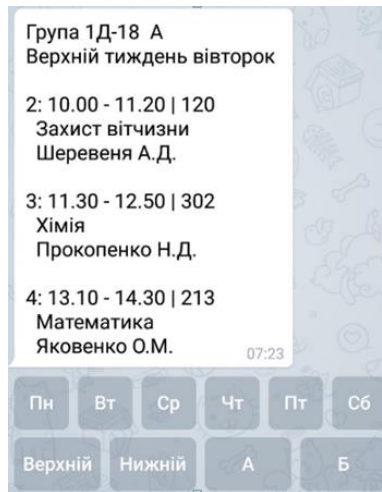 Група 1Д-18 А
Верхній тиждень вівторок
2: 10.00 - 11.20 | 120
Захист вітчизни
Шеревеня А.Д.
3: 11.30 - 12.50 | 302
Хімія
Прокопенко Н.Д.
4: 13.10 - 14.30 | 213
Математика
Яковенко О.М.
07:23
Пн Вт Ср Чт Пт Сб
Верхній Нижній А Б